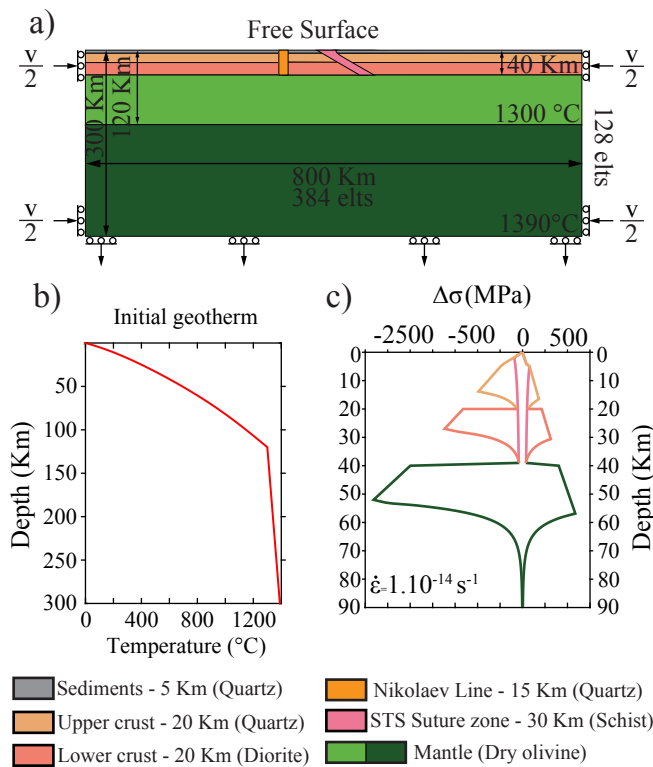 a)
Free Surface
v
2
v
2
300 Km
120 Km
40 Km
1300 °C
128 elts
800 Km
384 elts
v
2
v
2
1390°C
b)
Initial geotherm
50
100
150
200
250
300
0
400
800
1200
Depth (Km)
Temperature (°C)
c)
Δσ(MPa)
-2500
-500
0
500
0
10
20
30
40
50
60
70
80
90
0
10
20
30
40
50
60
70
80
90
Depth (Km)
ε̇=1.10⁻¹⁴ s⁻¹
Sediments - 5 Km (Quartz)
Upper crust - 20 Km (Quartz)
Lower crust - 20 Km (Diorite)
Nikolaev Line - 15 Km (Quartz)
STS Suture zone - 30 Km (Schist)
Mantle (Dry olivine)